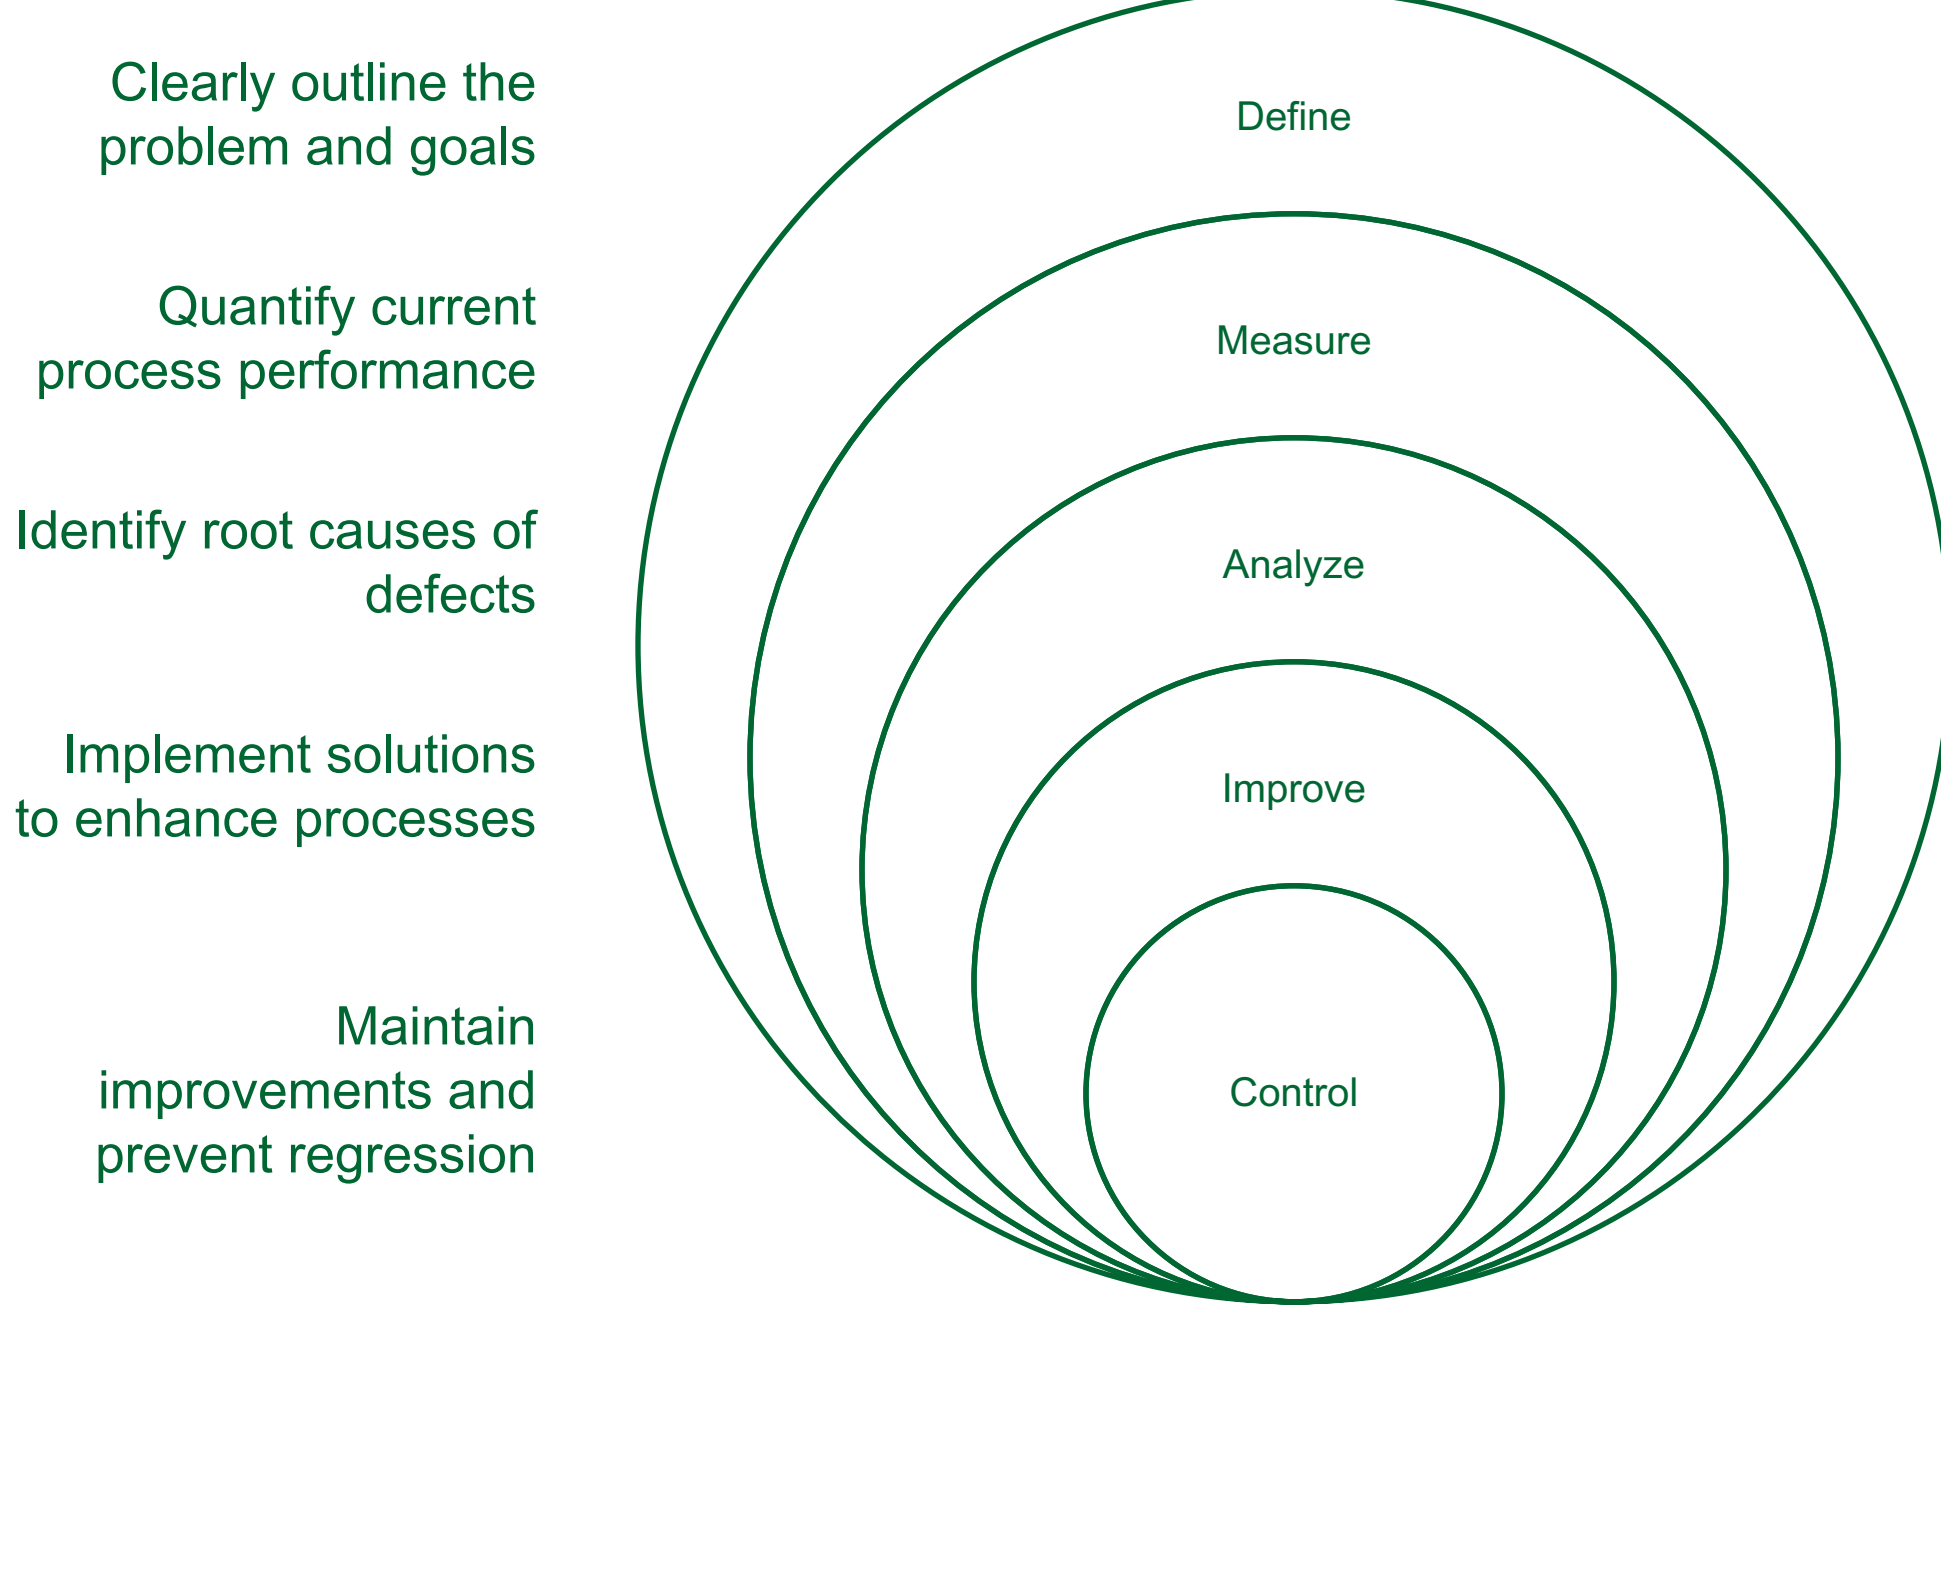 Clearly outline the
problem and goals
Define
Quantify current
process performance
Measure
Identify root causes of
defects
Analyze
Implement solutions
to enhance processes
Improve
Maintain
improvements and
prevent regression
Control